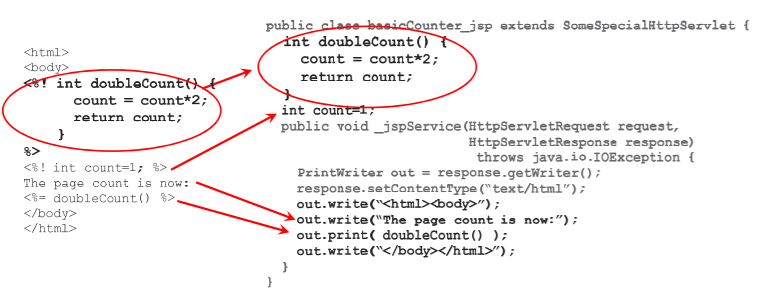 <html>
<body>
<%! int doubleCount() {
count = count*2;
return count;
}
%>
<%! int count=1; %>
The page count is now:
<%= doubleCount() %>
</body>
</html>
public class basicCounter_jsp extends SomeSpecialHttpServlet {
int doubleCount() {
count = count*2;
return count;
}
int count=1;
public void _jspService(HttpServletRequest request,
HttpServletResponse response)
throws java.io.IOException {
PrintWriter out = response.getWriter();
response.setContentType(“text/html”);
out.write(“<html><body>”);
out.write(“The page count is now:”);
out.print( doubleCount() );
out.write(“</body></html>”);
}
}